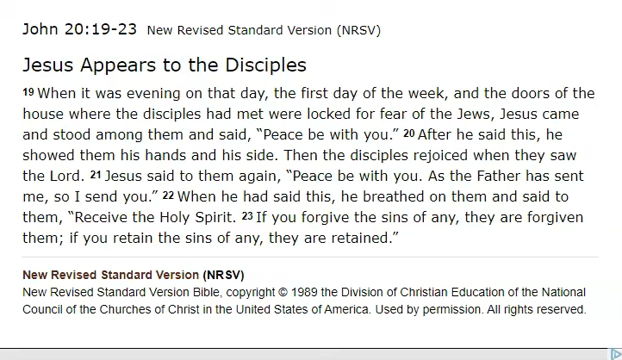 John 20:19-23 New Revised Standard Version (NRSV)
Jesus Appears to the Disciples
19 When it was evening on that day, the first day of the week, and the doors of the
house where the disciples had met were locked for fear of the Jews, Jesus came
and stood among them and said, “Peace be with you.” 20 After he said this, he
showed them his hands and his side. Then the disciples rejoiced when they saw
the Lord. 21 Jesus said to them again, “Peace be with you. As the Father has sent
me, so I send you.” 22 When he had said this, he breathed on them and said to
them, “Receive the Holy Spirit. 23 If you forgive the sins of any, they are forgiven
them; if you retain the sins of any, they are retained.”
New Revised Standard Version (NRSV)
New Revised Standard Version Bible, copyright © 1989 the Division of Christian Education of the National
Council of the Churches of Christ in the United States of America. Used by permission. All rights reserved.